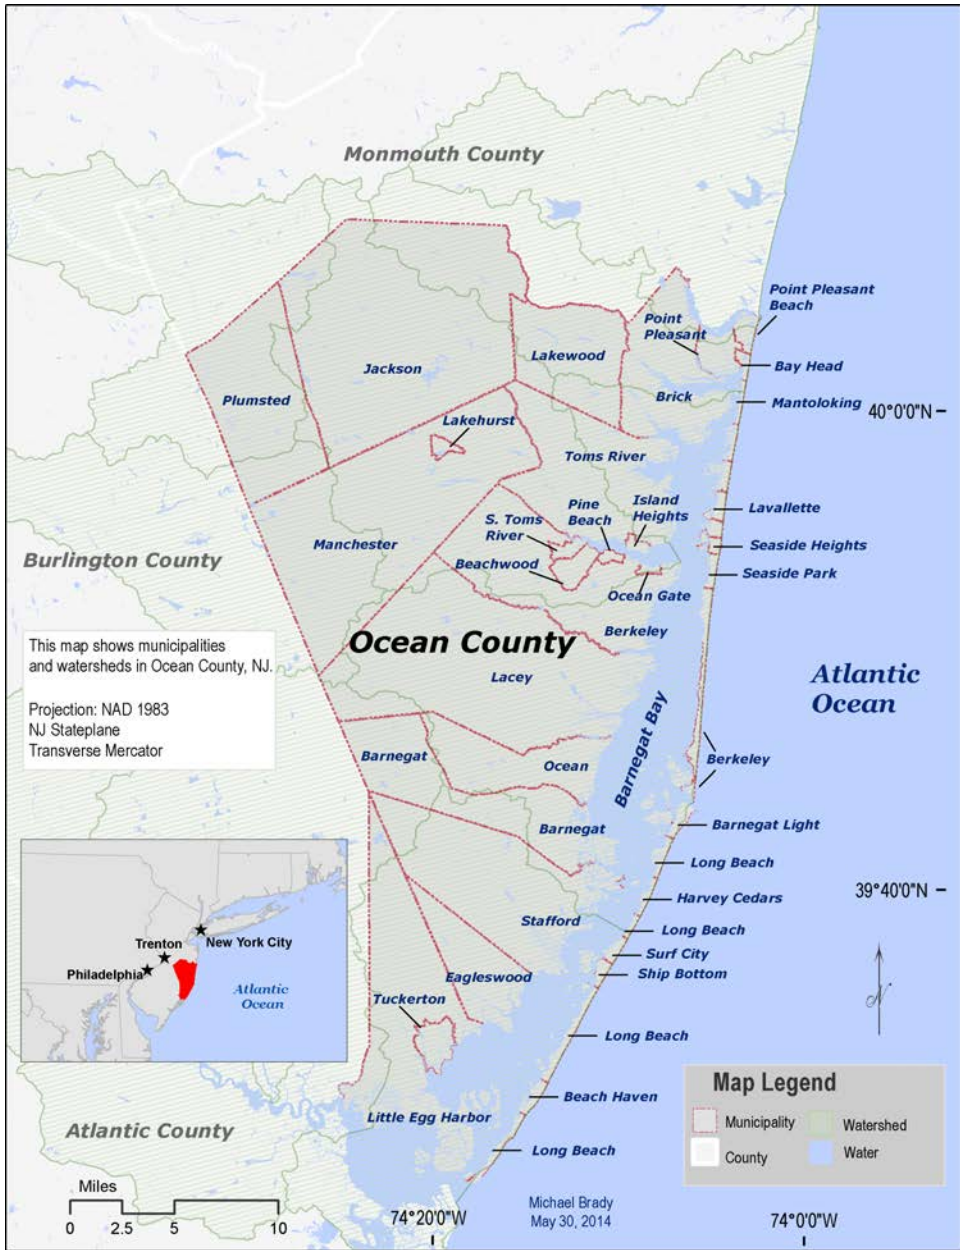 Monmouth County
Point Pleasant
Beach
Point
Pleasant
Lakewood
Jackson
Bay Head
Plumsted
Brick
Mantoloking
40°0'0"N
Lakehurst
Toms River
Pine
Beach
Island
Heights
Lavallette
S. Toms
River
Manchester
Seaside Heights
Burlington County
Beachwood
Seaside Park
Ocean Gate
Berkeley
Ocean County
This map shows municipalities
and watersheds in Ocean County, NJ.
Projection: NAD 1983
NJ Stateplane
Transverse Mercator
Lacey
Atlantic
Ocean
Barnegat Bay
Barnegat
Ocean
Berkeley
Barnegat
Barnegat Light
Long Beach
39°40'0"N
Harvey Cedars
Stafford
Long Beach
New York City
Trenton
Philadelphia
Atlantic
Ocean
Surf City
Eagleswood
Ship Bottom
Tuckerton
N
Long Beach
Map Legend
Municipality
Watershed
County
Water
Beach Haven
Little Egg Harbor
Atlantic County
Long Beach
Miles
0 2.5 5 10
Michael Brady
May 30, 2014
74°20'0"W
74°0'0"W